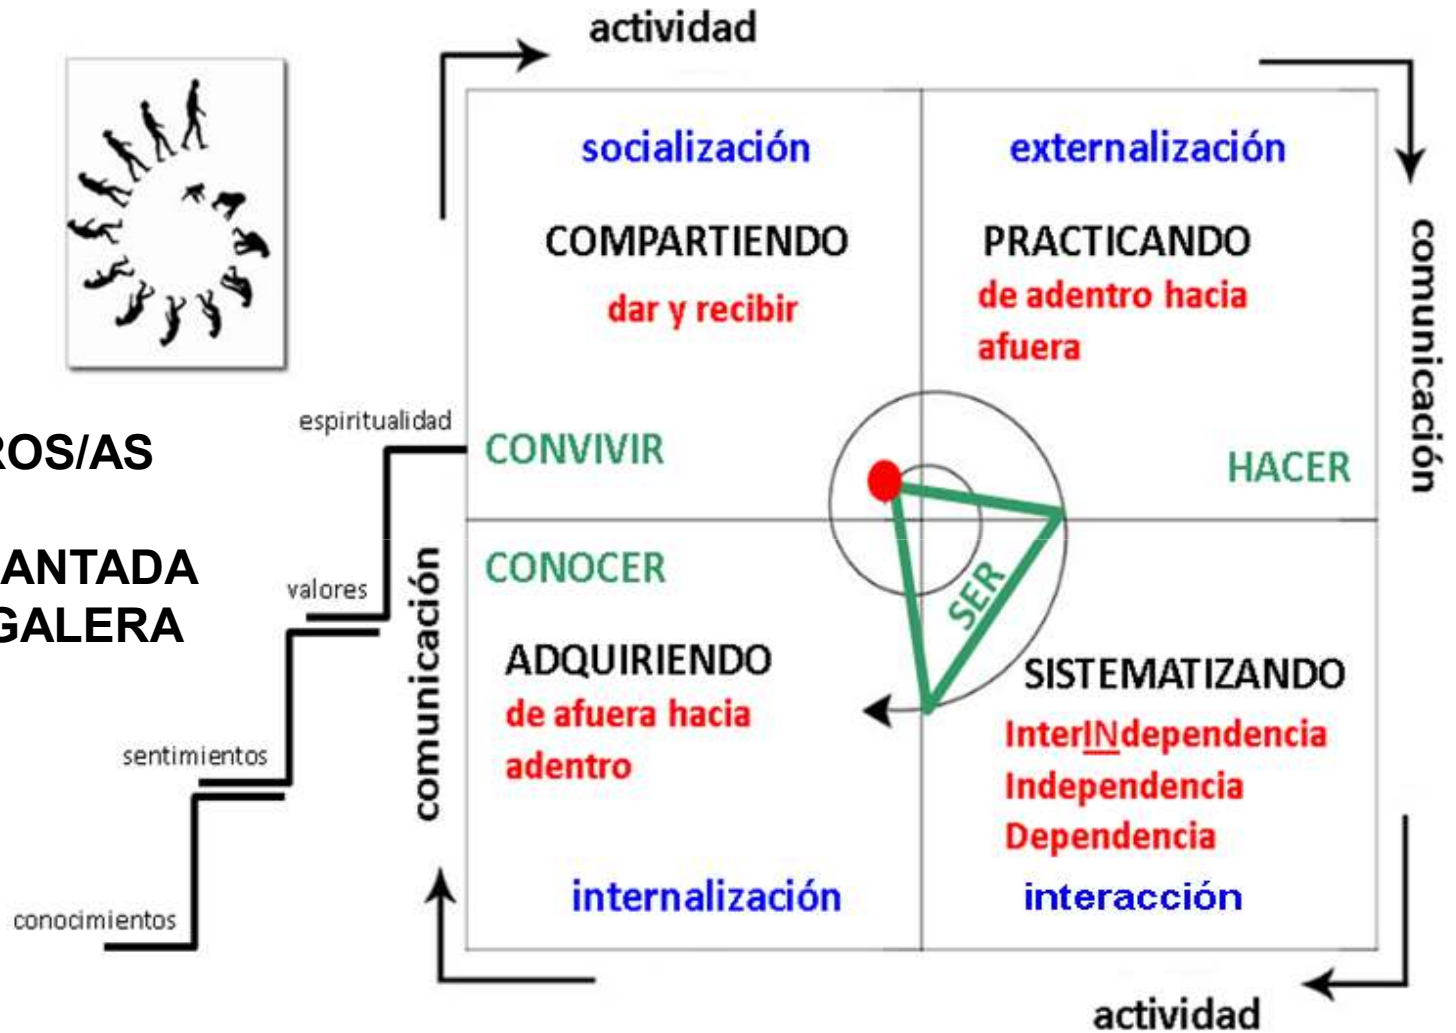 actividad
socialización
externalización
COMPARTIENDO
dar y recibir
PRACTICANDO
de adentro hacia
afuera
comunicación
espiritualidad
CONVIVIR
HACER
ROS/AS
ANTADA
GALERA
valores
comunicación
CONOCER
SER
ADQUIRIENDO
de afuera hacia
adentro
SISTEMATIZANDO
InterINdependencia
Independencia
Dependencia
sentimientos
internalización
interacción
conocimientos
actividad